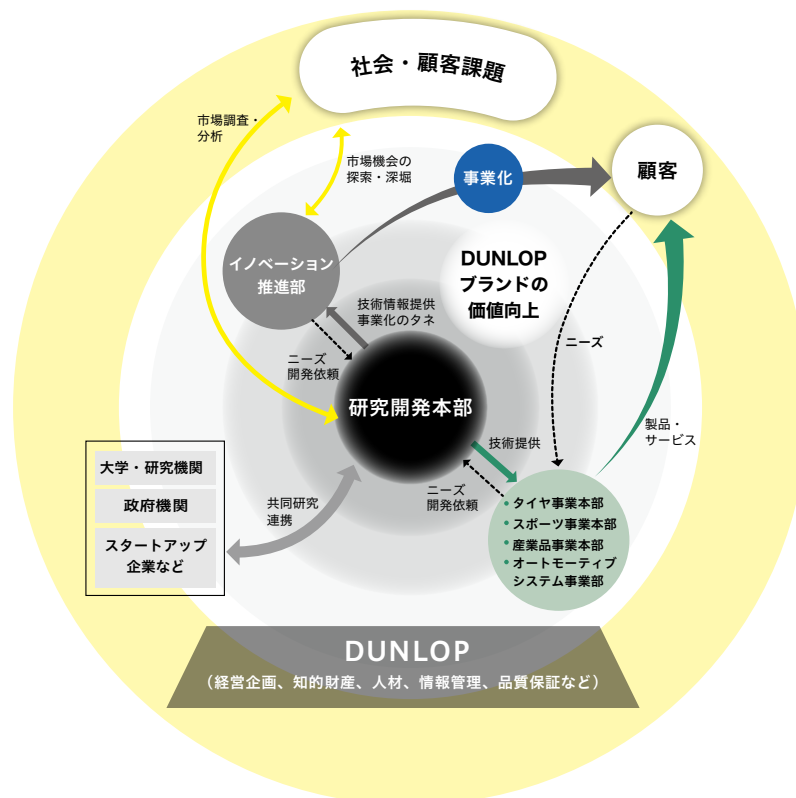 社会・顧客課題
市場調査・
分析
市場機会の
探索・深堀
事業化
顧客
イノベーション
推進部
DUNLOP
ブランドの
価値向上
技術情報提供
事業化のタネ
ニーズ
開発依頼
ニーズ
研究開発本部
製品・
サービス
技術提供
ニーズ
開発依頼
大学・研究機関
政府機関
スタートアップ
企業など
共同研究
連携
• タイヤ事業本部
• スポーツ事業本部
• 産業品事業本部
• オートモーティブ
システム事業部
DUNLOP
（経営企画、知的財産、人材、情報管理、品質保証など）